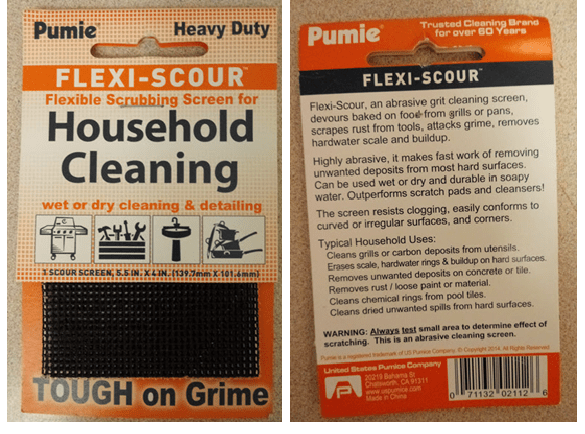 Pumie® Heavy Duty
FLEXI-SCOUR™
Flexible Scrubbing Screen for
Household
Cleaning
wet or dry cleaning & detailing
1 SCOUR SCREEN, 5.5 IN. X 4 IN. (139.7mm X 101.6mm)
TOUGH on Grime
Pumie®
Trusted Cleaning Brand
for over 60 Years
FLEXI-SCOUR™
Flexi-Scour, an abrasive grit cleaning screen,
devours baked on food from grills or pans,
scrapes rust from tools, attacks grime, removes
hardwater scale and buildup.
Highly abrasive, it makes fast work of removing
unwanted deposits from most hard surfaces.
Can be used wet or dry and durable in soapy
water. Outperforms scratch pads and cleansers!
The screen resists clogging, easily conforms to
curved or irregular surfaces, and corners.
Typical Household Uses:
Cleans grills or carbon deposits from utensils.
Erases scale, hardwater rings & buildup on hard surfaces.
Removes unwanted deposits on concrete or tile.
Removes rust / loose paint or material.
Cleans chemical rings from pool tiles.
Cleans dried unwanted spills from hard surfaces.
WARNING: Always test small area to determine effect of
scratching. This is an abrasive cleaning screen.
Pumie is a registered trademark of US Pumice Company © Copyright 2014. All Rights Reserved.
United States Pumice Company
20219 Bahama St
Chatsworth, CA 91311
www.uspumice.com
Made in China
0 71132 02112 6